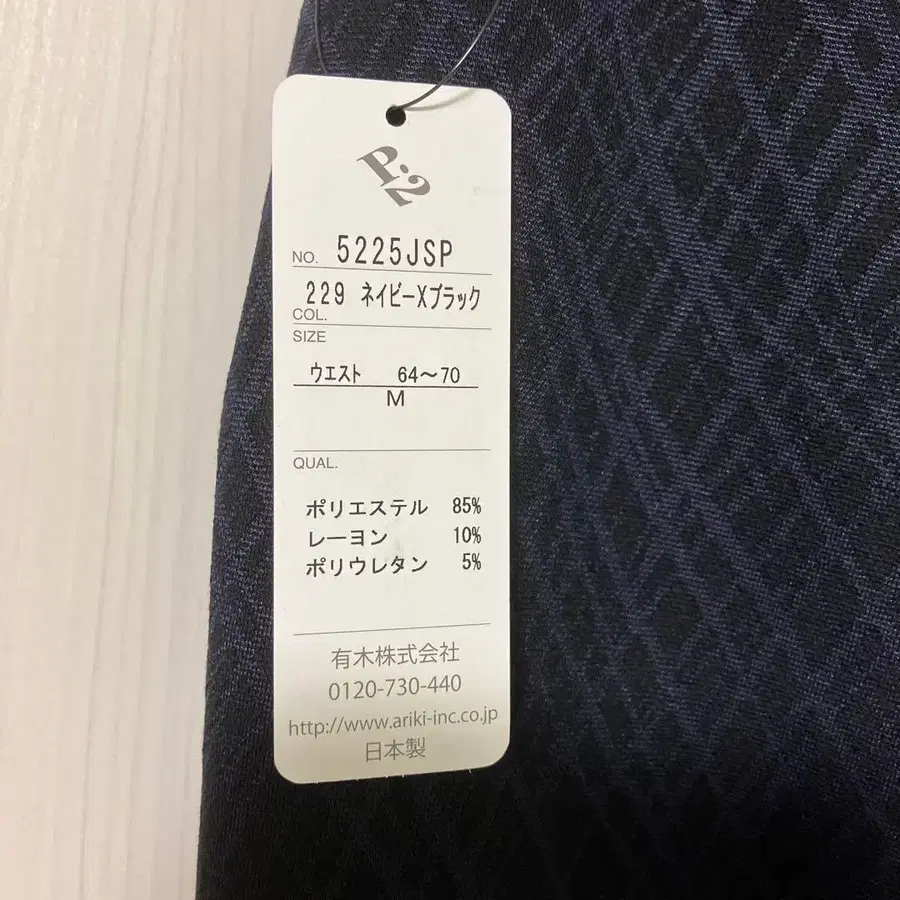 P.2
NO. 5225JSP
229 ネイビーXブラック
COL.
SIZE
ウエスト 64～70
M
QUAL.
ポリエステル 85%
レーヨン 10%
ポリウレタン 5%
有木株式会社
0120-730-440
http://www.ariki-inc.co.jp
日本製